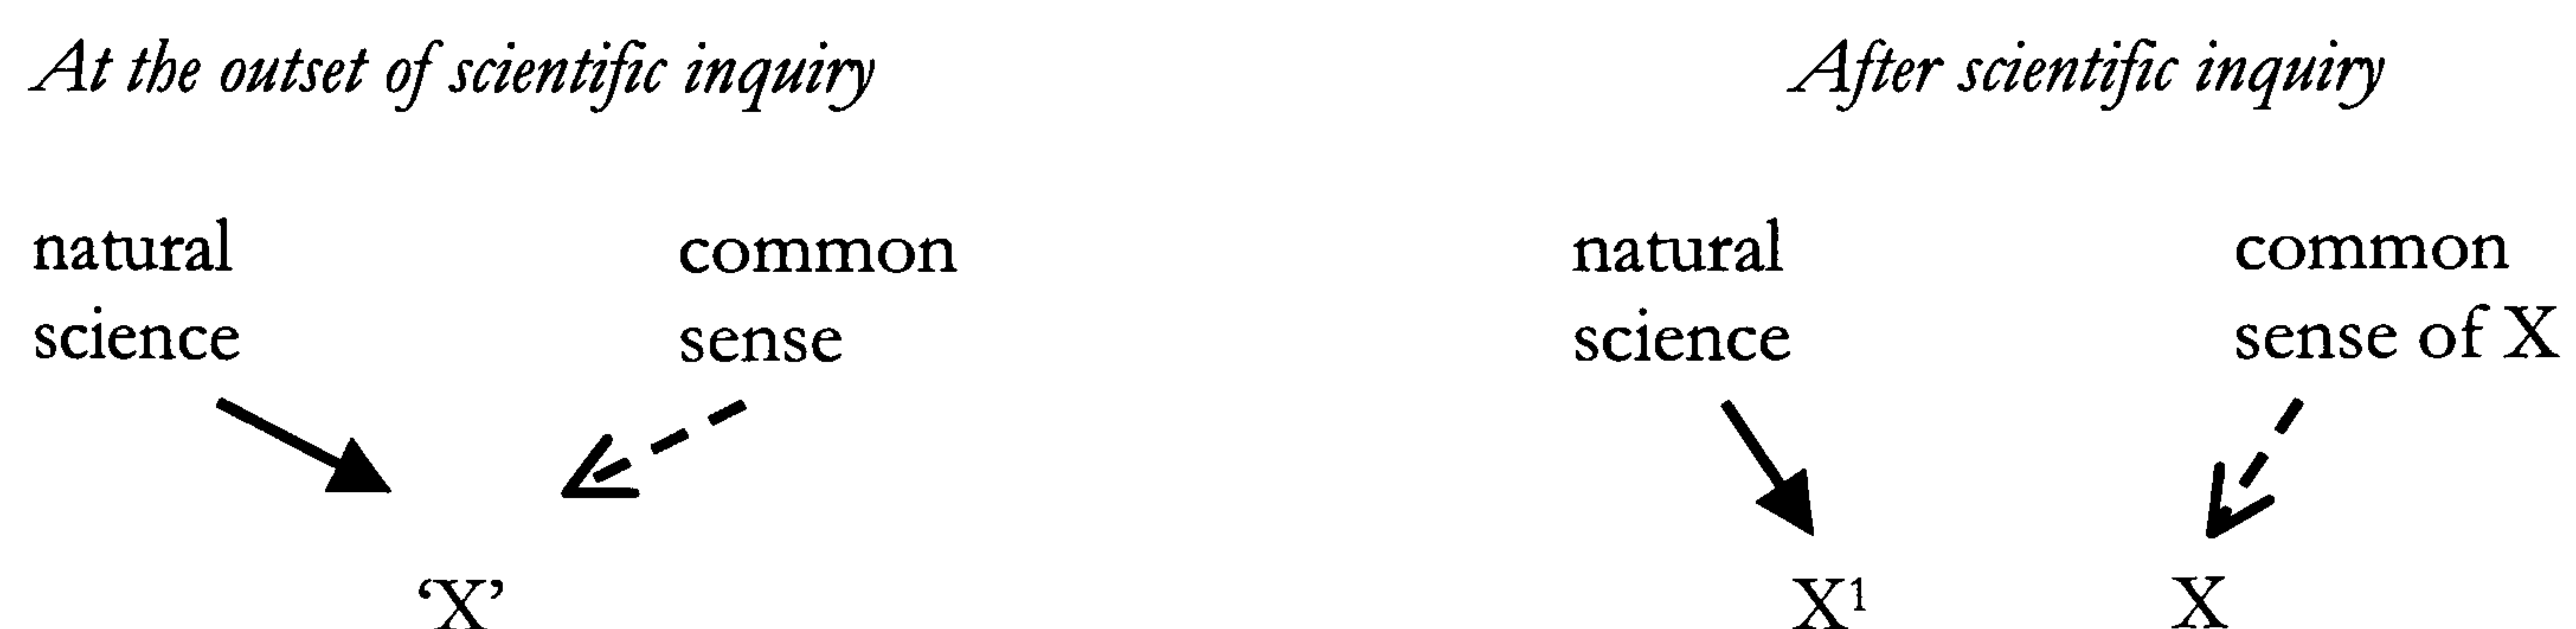 At the outset of scientific inquiry
After scientific inquiry
natural
science
common
sense
natural
science
common
sense of X
‘X’
X¹
X